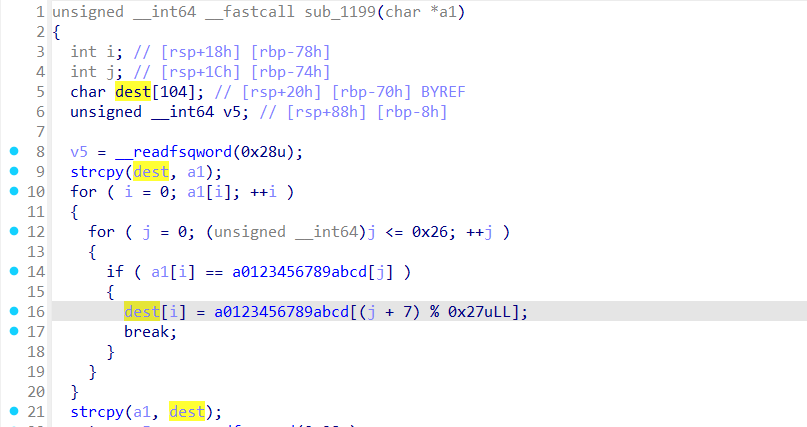 1 unsigned __int64 __fastcall sub_1199(char *a1)
2 {
3 int i; // [rsp+18h] [rbp-78h]
4 int j; // [rsp+1Ch] [rbp-74h]
5 char dest[104]; // [rsp+20h] [rbp-70h] BYREF
6 unsigned __int64 v5; // [rsp+88h] [rbp-8h]
7
8 v5 = __readfsqword(0x28u);
9 strcpy(dest, a1);
10 for ( i = 0; a1[i]; ++i )
11 {
12 for ( j = 0; (unsigned __int64)j <= 0x26; ++j )
13 {
14 if ( a1[i] == a0123456789abcd[j] )
15 {
16 dest[i] = a0123456789abcd[(j + 7) % 0x27uLL];
17 break;
18 }
19 }
20 }
21 strcpy(a1, dest);